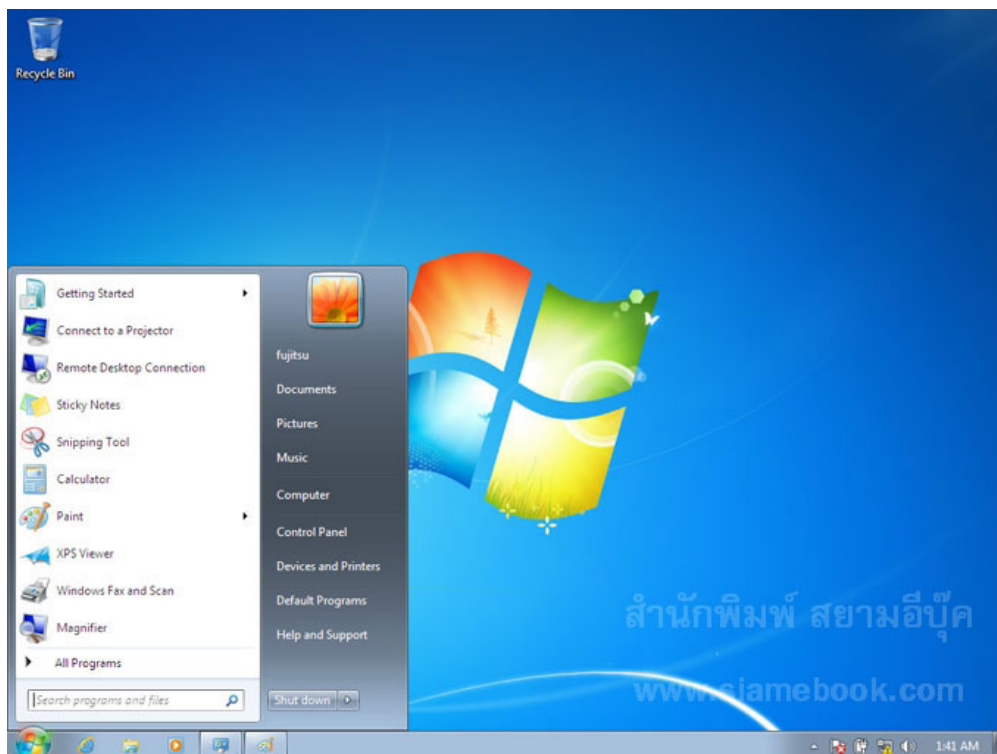 Recycle Bin
Getting Started
Connect to a Projector
Remote Desktop Connection
Sticky Notes
Snipping Tool
Calculator
Paint
XPS Viewer
Windows Fax and Scan
Magnifier
All Programs
Search programs and files
fujitsu
Documents
Pictures
Music
Computer
Control Panel
Devices and Printers
Default Programs
Help and Support
Shut down
สำนักพิมพ์ สยามอีบุ๊ค
www.siamebook.com
1:41 AM